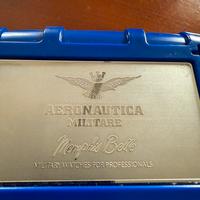 AERONAUTICA
MILITARE
Memphis Belle
MILITARY WATCHES FOR PROFESSIONALS